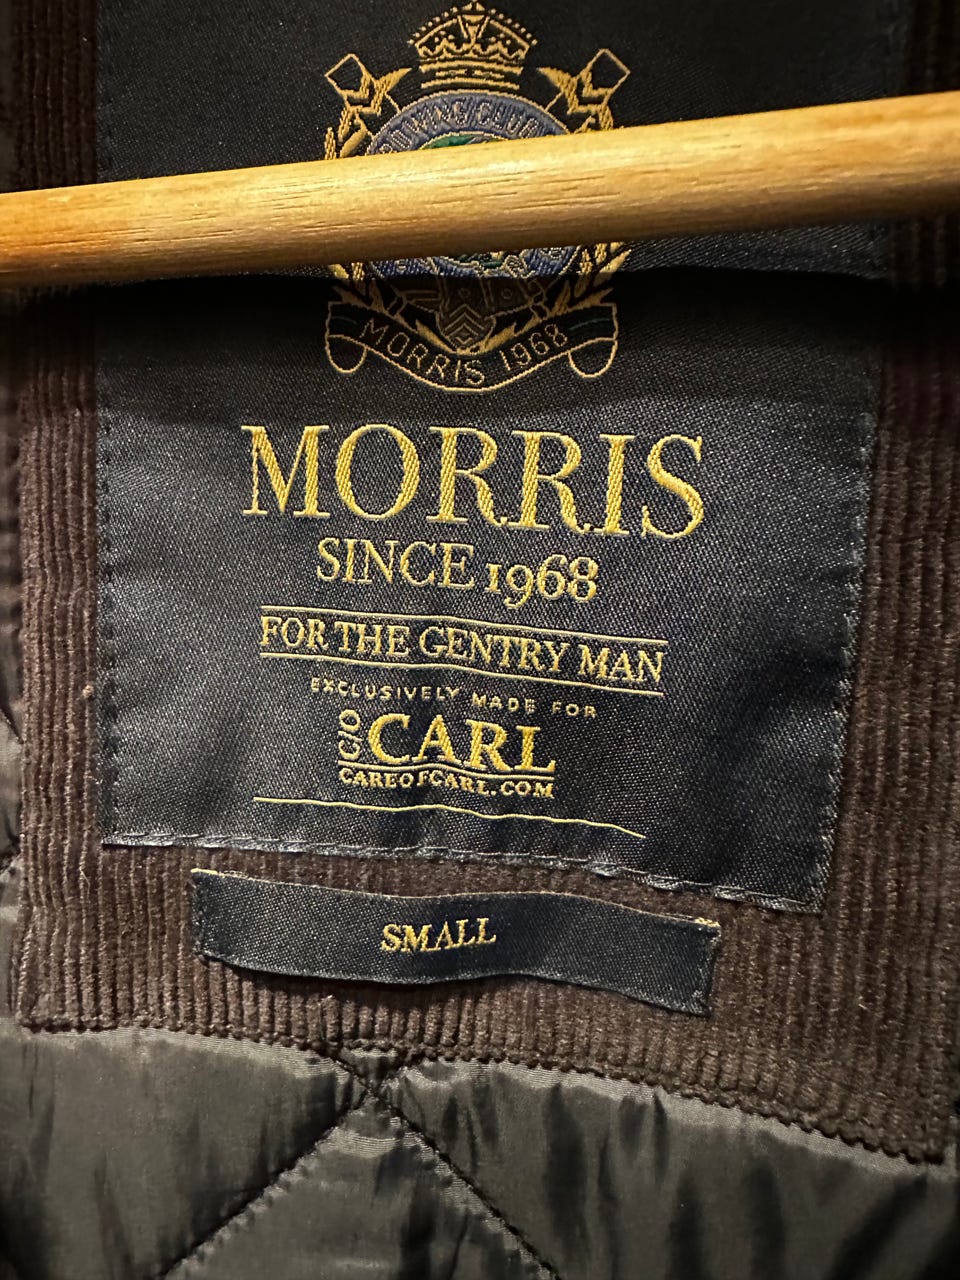 MORRIS 1968
MORRIS
SINCE 1968
FOR THE GENTRY MAN
EXCLUSIVELY MADE FOR
C/O CARL
CAREOFCARL.COM
SMALL